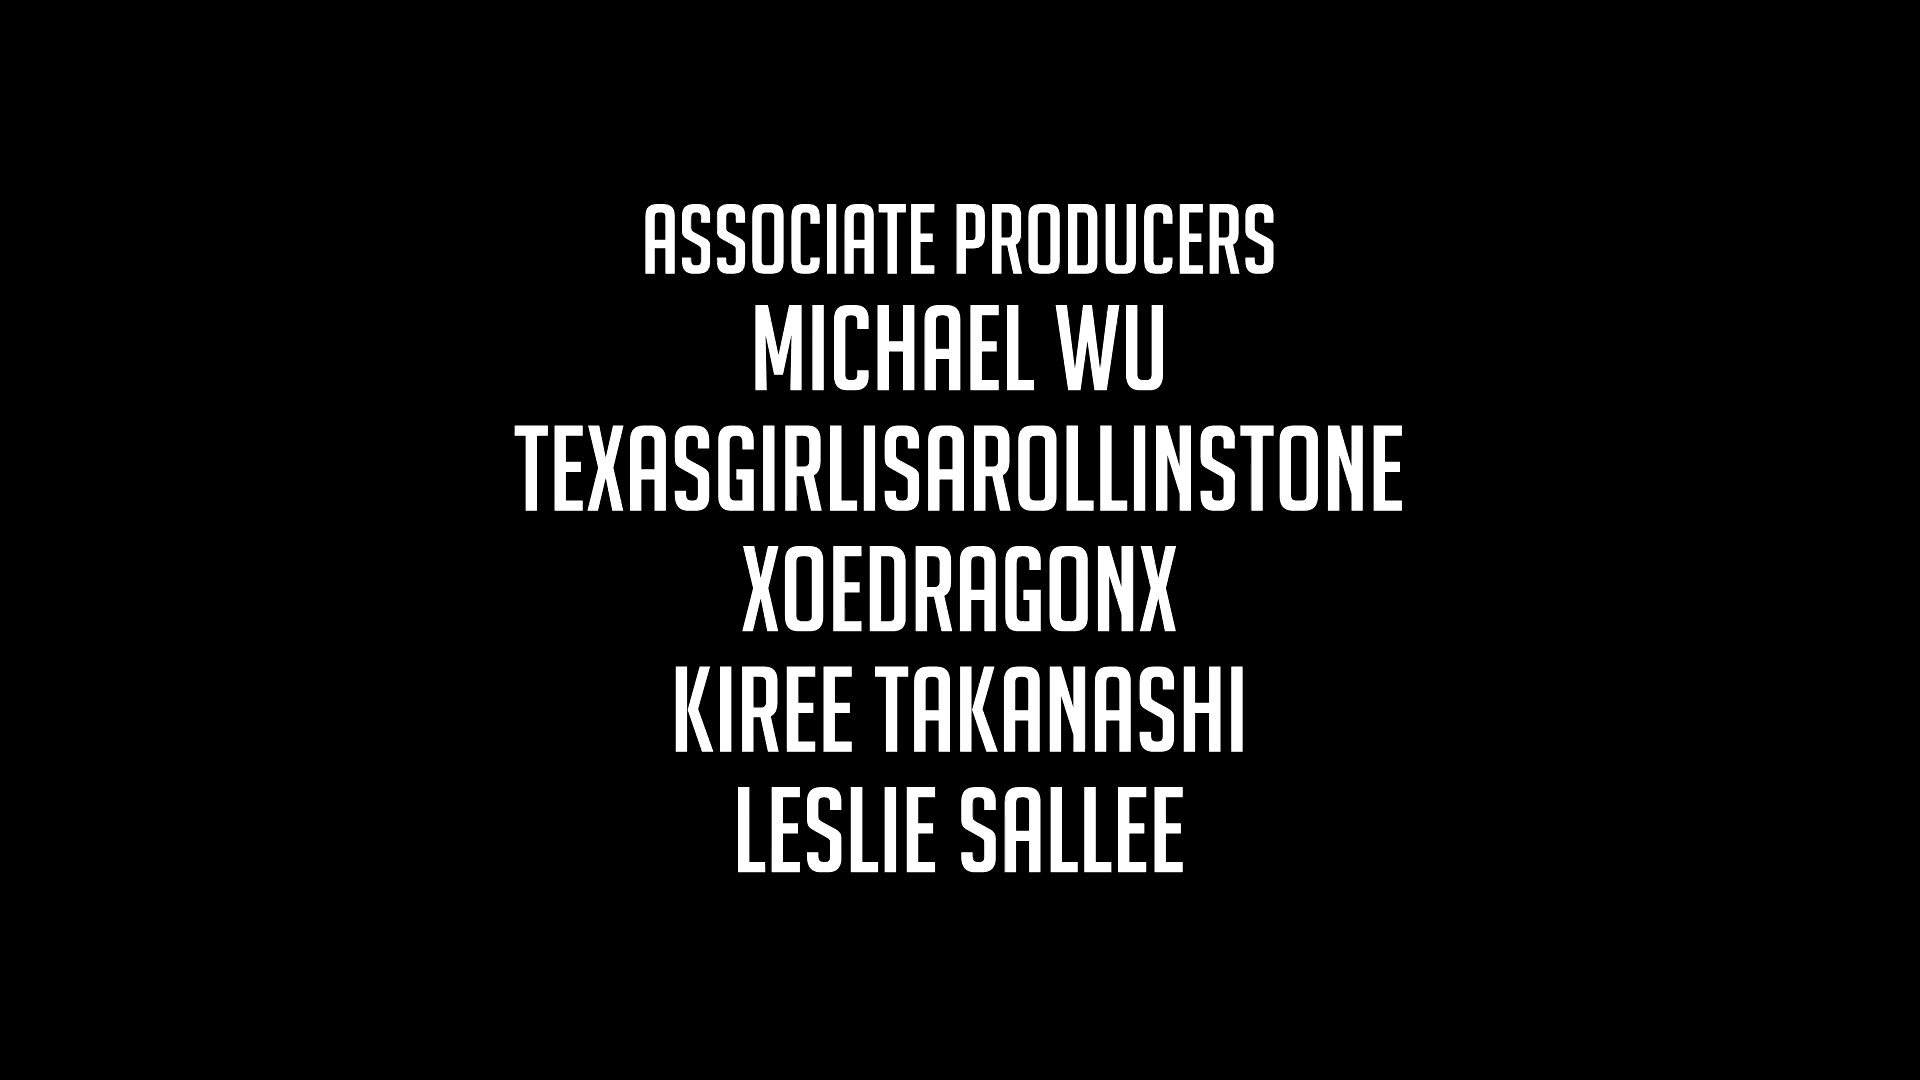 ASSOCIATE PRODUCERS
MICHAEL WU
TEXASGIRLISAROLLINSTONE
XOEDRAGONX
KIREE TAKANASHI
LESLIE SALLEE